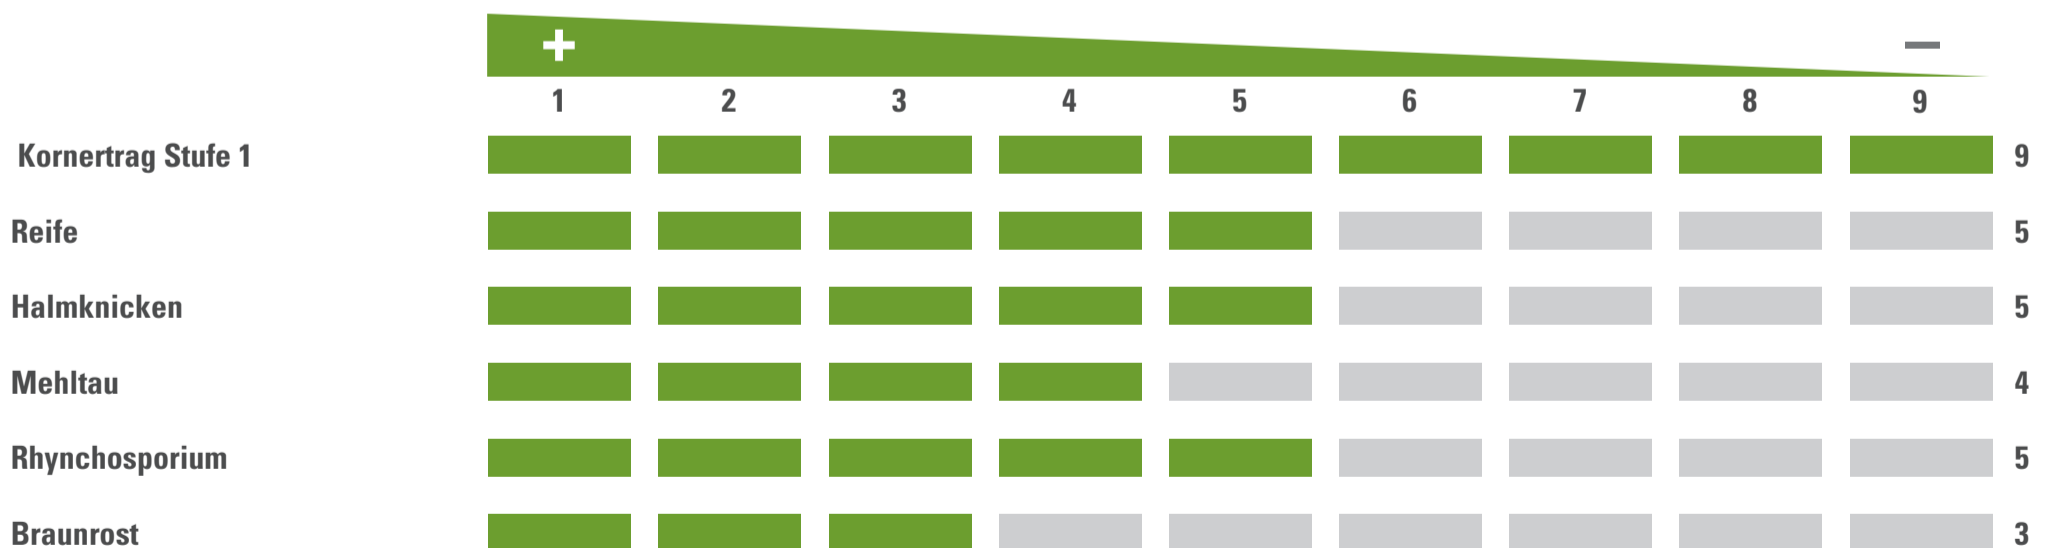 + −
1 2 3 4 5 6 7 8 9
Kornertrag Stufe 1 9
Reife 5
Halmknicken 5
Mehltau 4
Rhynchosporium 5
Braunrost 3